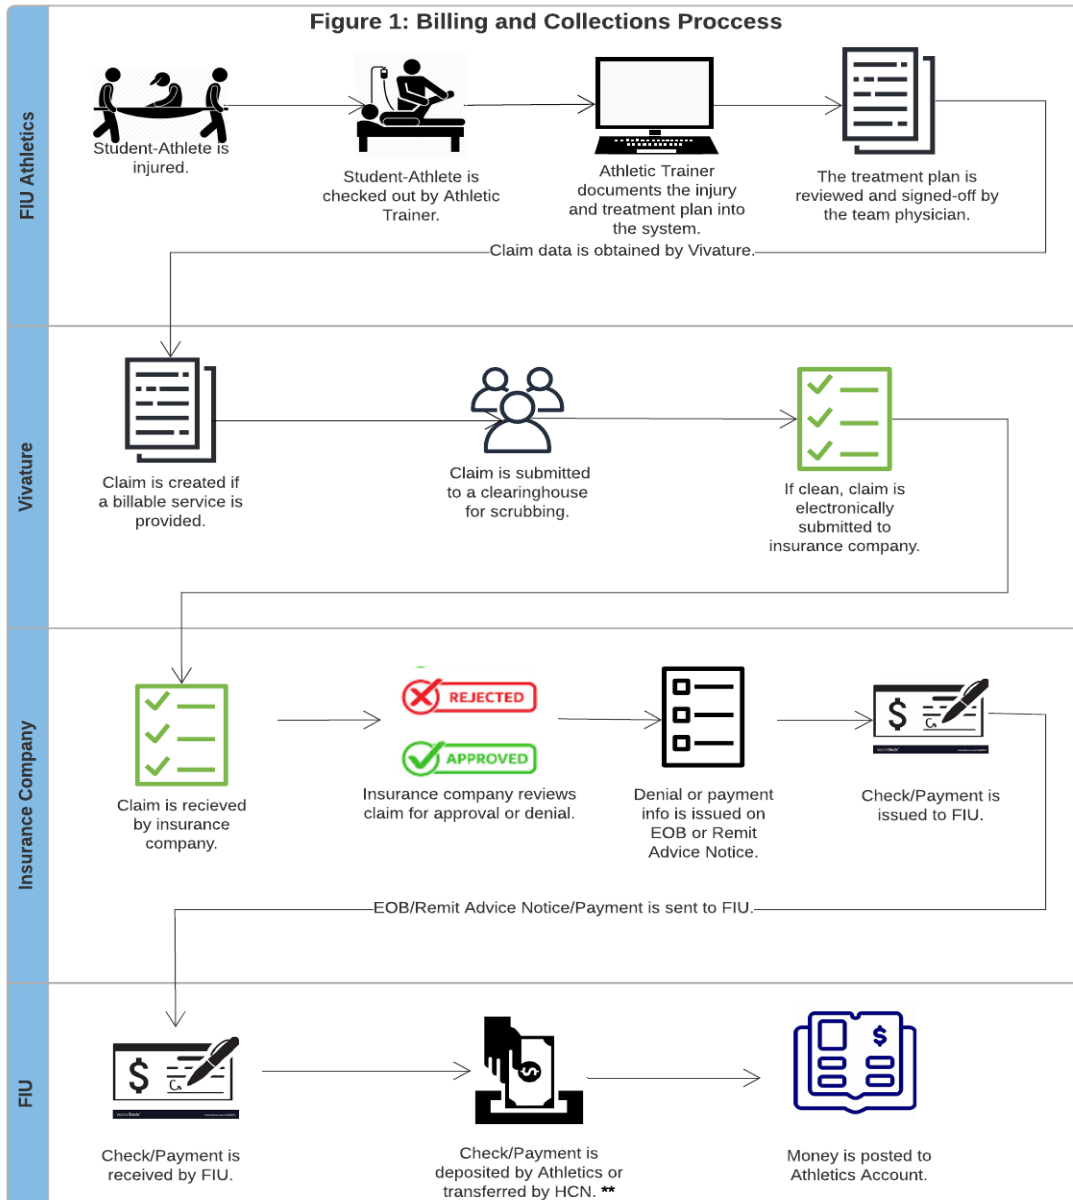 Figure 1: Billing and Collections Proccess
FIU Athletics
Student-Athlete is
injured.
Student-Athlete is
checked out by Athletic
Trainer.
Athletic Trainer
documents the injury
and treatment plan into
the system.
The treatment plan is
reviewed and signed-off by
the team physician.
Claim data is obtained by Vivature.
Vivature
Claim is created if
a billable service is
provided.
Claim is submitted
to a clearinghouse
for scrubbing.
If clean, claim is
electronically
submitted to
insurance company.
Insurance Company
Claim is recieved
by insurance
company.
REJECTED
APPROVED
Insurance company reviews
claim for approval or denial.
Denial or payment
info is issued on
EOB or Remit
Advice Notice.
$
Check/Payment is
issued to FIU.
EOB/Remit Advice Notice/Payment is sent to FIU.
FIU
$
VectorStock
Check/Payment is
received by FIU.
$
Check/Payment is
deposited by Athletics or
transferred by HCN. **
$
Money is posted to
Athletics Account.